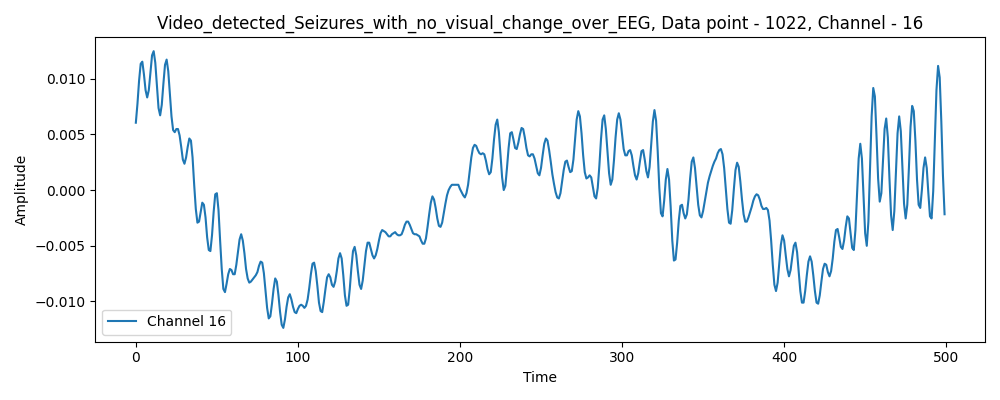 Video_detected_Seizures_with_no_visual_change_over_EEG, Data point - 1022, Channel - 16
Amplitude
0.010
0.005
0.000
−0.005
−0.010
Channel 16
0 100 200 300 400 500
Time